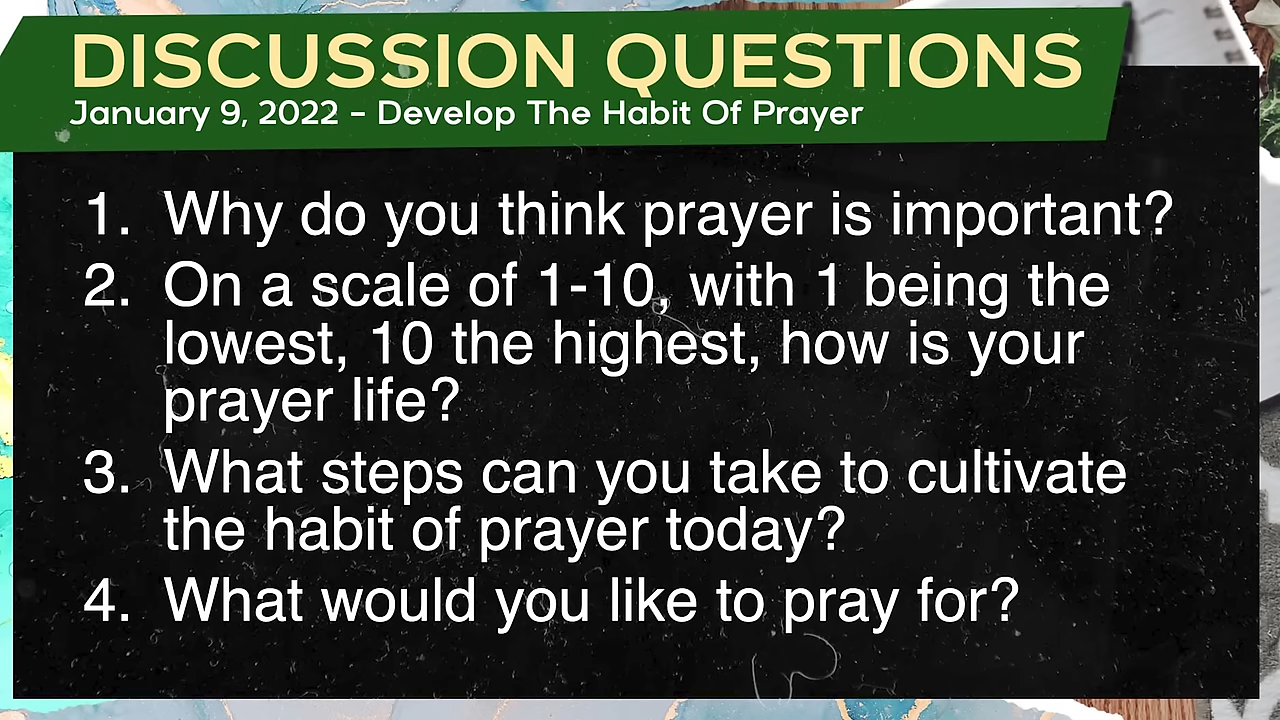 DISCUSSION QUESTIONS
January 9, 2022 - Develop The Habit Of Prayer
1. Why do you think prayer is important?
2. On a scale of 1-10, with 1 being the
lowest, 10 the highest, how is your
prayer life?
3. What steps can you take to cultivate
the habit of prayer today?
4. What would you like to pray for?